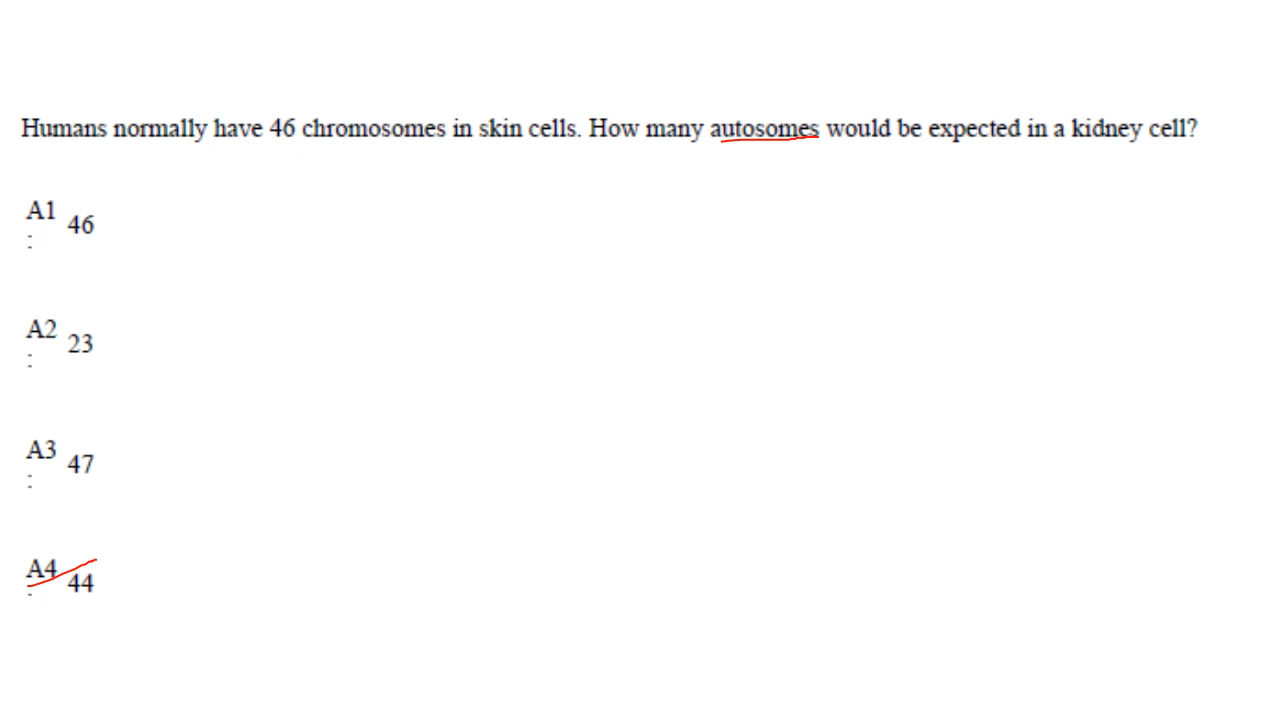 Humans normally have 46 chromosomes in skin cells. How many autosomes would be expected in a kidney cell?
A1 46
:
A2 23
:
A3 47
:
A4 44
: